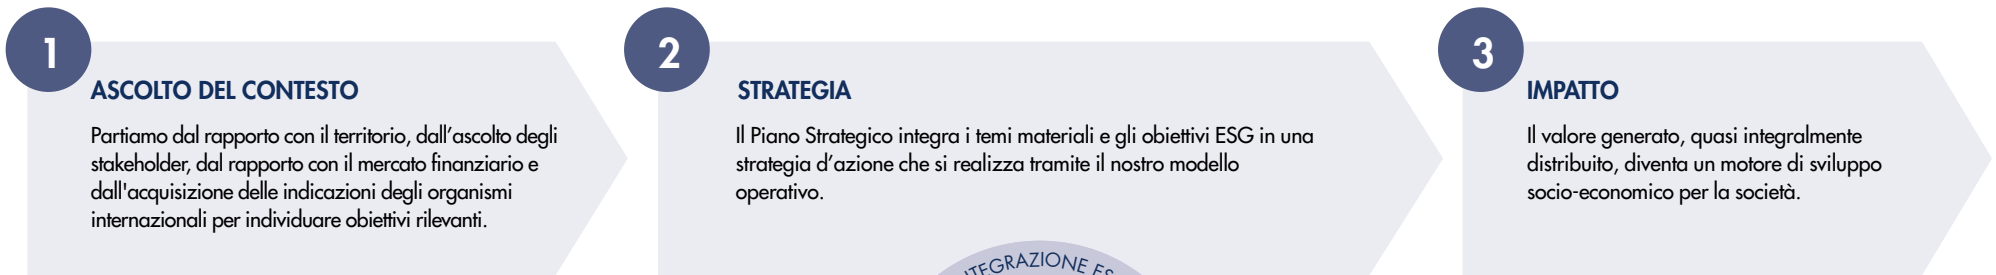 1
ASCOLTO DEL CONTESTO
Partiamo dal rapporto con il territorio, dall’ascolto degli
stakeholder, dal rapporto con il mercato finanziario e
dall'acquisizione delle indicazioni degli organismi
internazionali per individuare obiettivi rilevanti.
2
STRATEGIA
Il Piano Strategico integra i temi materiali e gli obiettivi ESG in una
strategia d’azione che si realizza tramite il nostro modello
operativo.
3
IMPATTO
Il valore generato, quasi integralmente
distribuito, diventa un motore di sviluppo
socio-economico per la società.